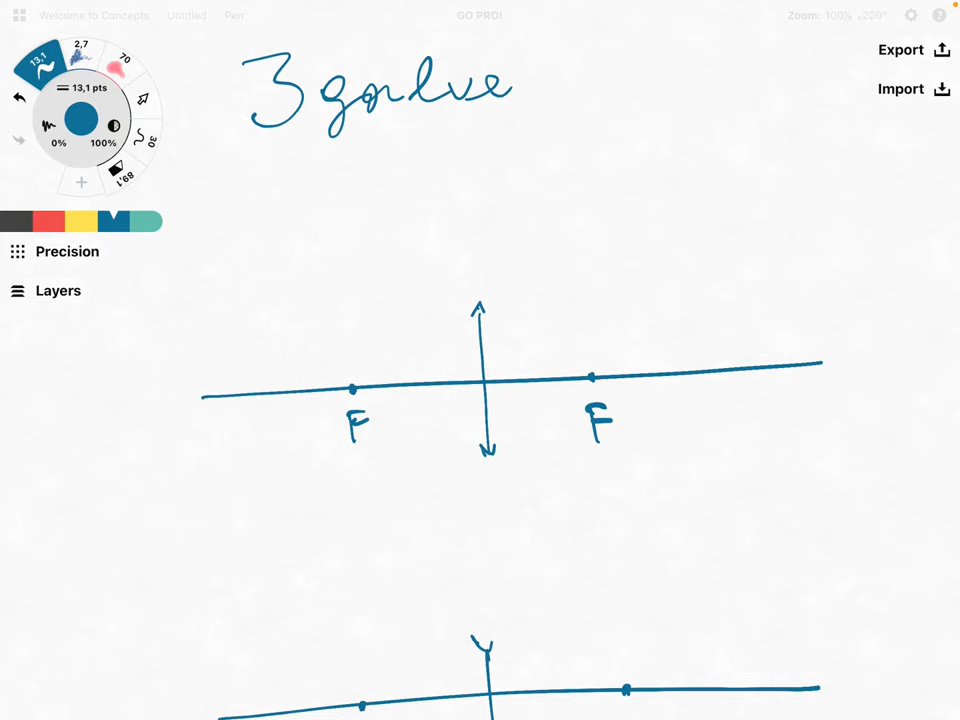 Welcome to Concepts Untitled Pen GO PRO! Zoom: 100% 209°
13,1
2,7
70
13,1 pts
0% 100%
30
89,1
Export
Import
Precision
Layers
3
F F